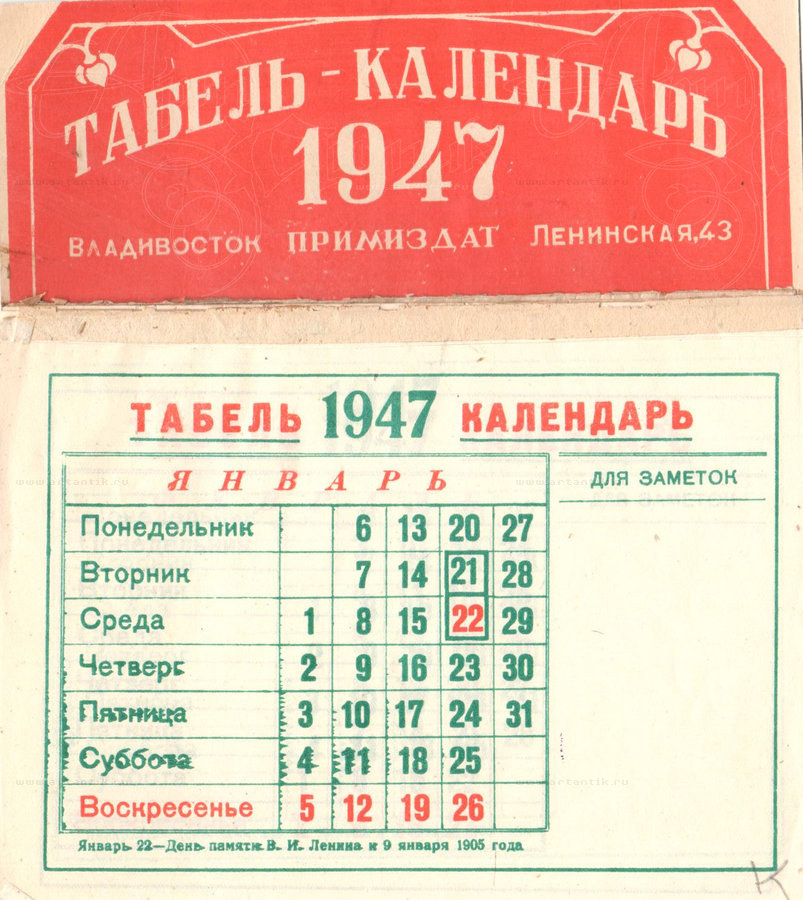 ТАБЕЛЬ - КАЛЕНДАРЬ
1947
ВЛАДИВОСТОК ПРИМИЗДАТ ЛЕНИНСКАЯ, 43
ТАБЕЛЬ 1947 КАЛЕНДАРЬ
ЯНВАРЬ
ДЛЯ ЗАМЕТОК
Понедельник 6 13 20 27
Вторник 7 14 21 28
Среда 1 8 15 22 29
Четверг 2 9 16 23 30
Пятница 3 10 17 24 31
Суббота 4 11 18 25
Воскресенье 5 12 19 26
Январь 22—День памяти В. И. Ленина и 9 января 1905 года
www.artantik.ru
К